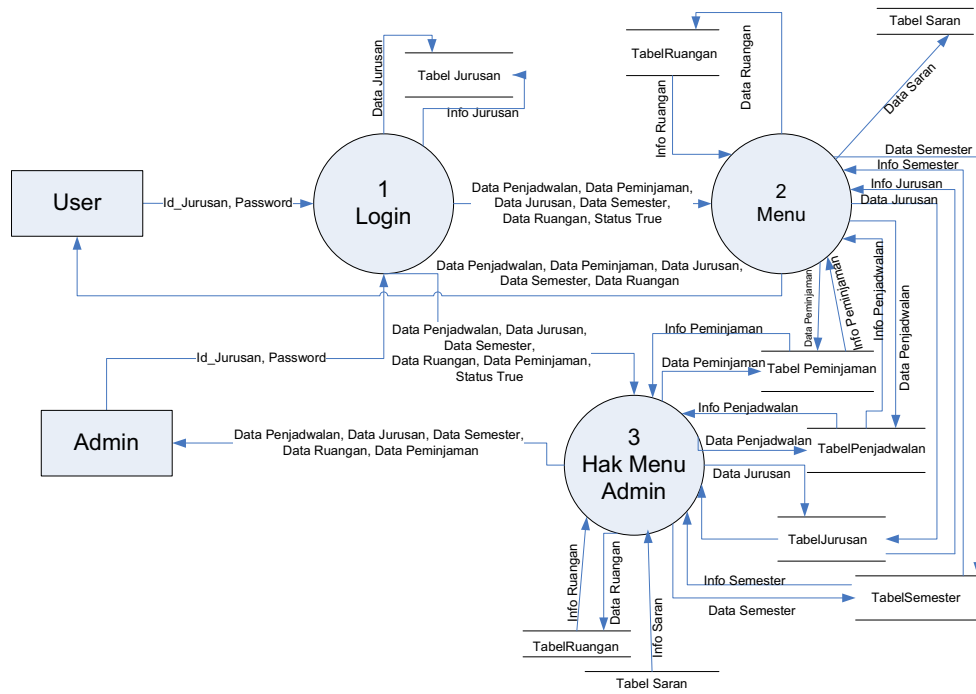 Tabel Saran
TabelRuangan
Data Ruangan
Data Jurusan
Tabel Jurusan
Data Saran
Info Jurusan
Info Ruangan
Data Semester
Info Semester
1
Login
2
Menu
User
Id_Jurusan, Password
Data Penjadwalan, Data Peminjaman,
Data Jurusan, Data Semester,
Data Ruangan, Status True
Info Jurusan
Data Jurusan
Data Penjadwalan, Data Peminjaman, Data Jurusan,
Data Semester, Data Ruangan
Data Peminjaman
Info Peminjaman
Info Penjadwalan
Data Penjadwalan
Data Penjadwalan, Data Jurusan,
Data Semester,
Data Ruangan, Data Peminjaman,
Status True
Info Peminjaman
Id_Jurusan, Password
Data Peminjaman
Tabel Peminjaman
Info Penjadwalan
Admin
Data Penjadwalan, Data Jurusan, Data Semester,
Data Ruangan, Data Peminjaman
3
Hak Menu
Admin
Data Penjadwalan
TabelPenjadwalan
Data Jurusan
TabelJurusan
Info Ruangan
Data Ruangan
Info Saran
Info Semester
TabelSemester
Data Semester
TabelRuangan
Tabel Saran